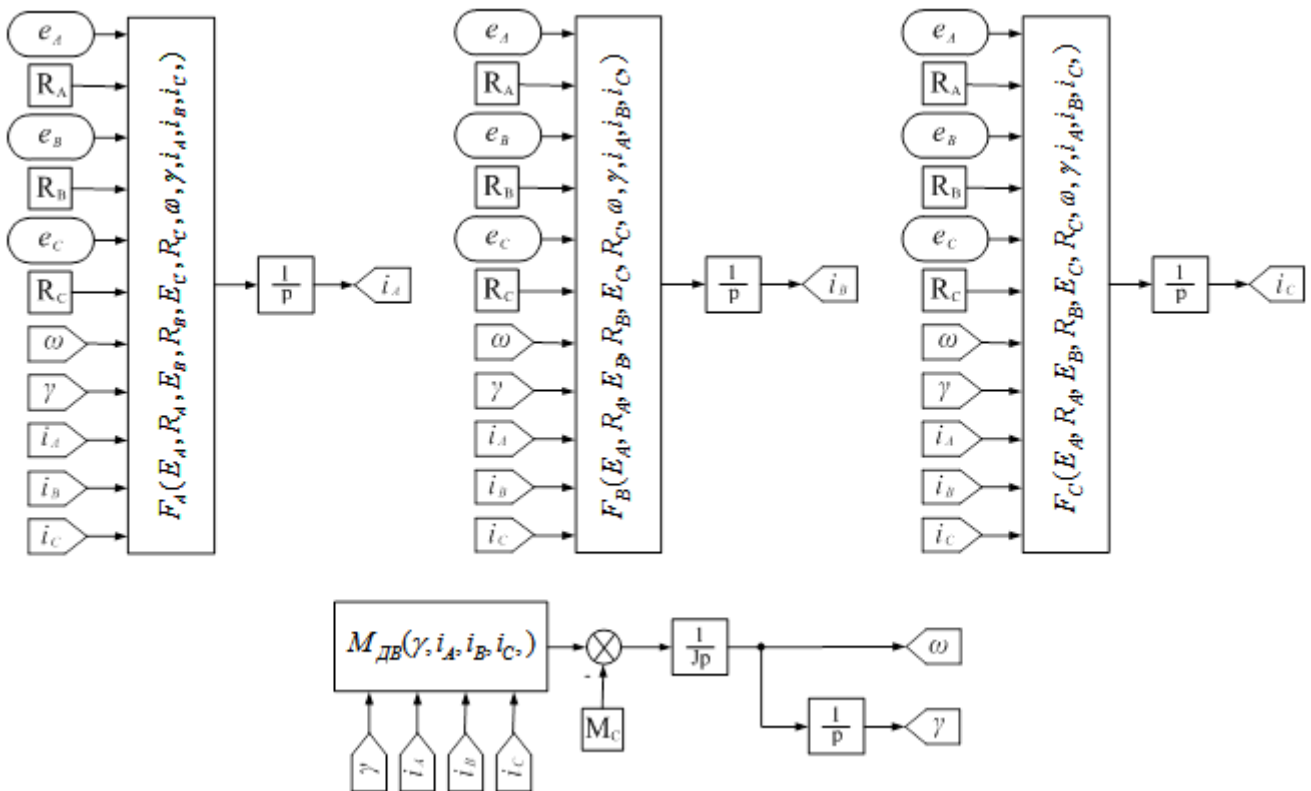 e_A
R_A
e_B
R_B
e_C
R_C
ω
γ
i_A
i_B
i_C
F_A(E_A, R_A, E_B, R_B, E_C, R_C, ω, γ, i_A, i_B, i_C,)
1/p
i_A
e_A
R_A
e_B
R_B
e_C
R_C
ω
γ
i_A
i_B
i_C
F_B(E_A, R_A, E_B, R_B, E_C, R_C, ω, γ, i_A, i_B, i_C,)
1/p
i_B
e_A
R_A
e_B
R_B
e_C
R_C
ω
γ
i_A
i_B
i_C
F_C(E_A, R_A, E_B, R_B, E_C, R_C, ω, γ, i_A, i_B, i_C,)
1/p
i_C
M_ДВ(γ, i_A, i_B, i_C,)
γ
i_A
i_B
i_C
-
M_C
1/Jp
ω
1/p
γ